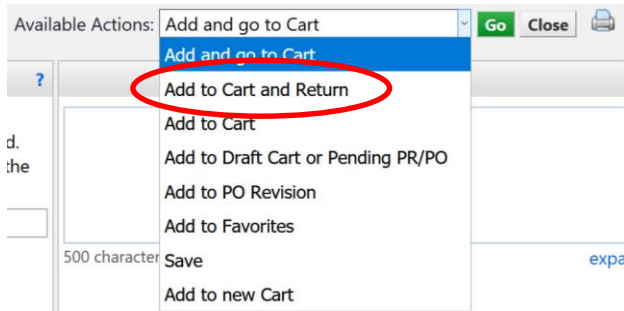 Available Actions: Add and go to Cart Go Close
Add and go to Cart
?
Add to Cart and Return
Add to Cart
d.
the
Add to Draft Cart or Pending PR/PO
Add to PO Revision
Add to Favorites
500 character Save expa
Add to new Cart